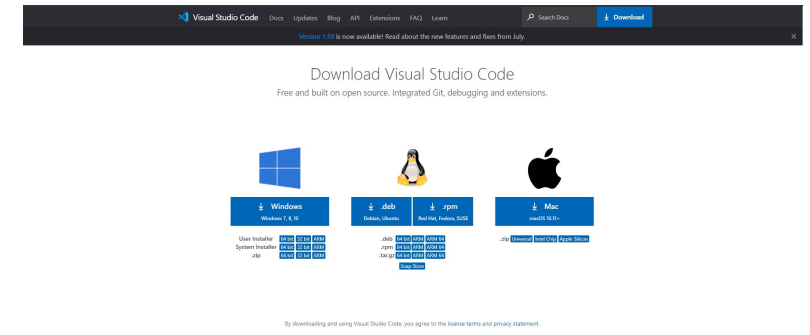 Visual Studio Code Docs Updates Blog API Extensions FAQ Learn Search Docs Download
Version 1.59 is now available! Read about the new features and fixes from July.
Download Visual Studio Code
Free and built on open source. Integrated Git, debugging and extensions.
Windows
Windows 7, 8, 10
User Installer 64 bit 32 bit ARM
System Installer 64 bit 32 bit ARM
.zip 64 bit 32 bit ARM
.deb
Debian, Ubuntu
.rpm
Red Hat, Fedora, SUSE
.deb 64 bit ARM ARM 64
.rpm 64 bit ARM ARM 64
.tar.gz 64 bit ARM ARM 64
Snap Store
Mac
macOS 10.11+
.zip Universal Intel Chip Apple Silicon
By downloading and using Visual Studio Code, you agree to the license terms and privacy statement.